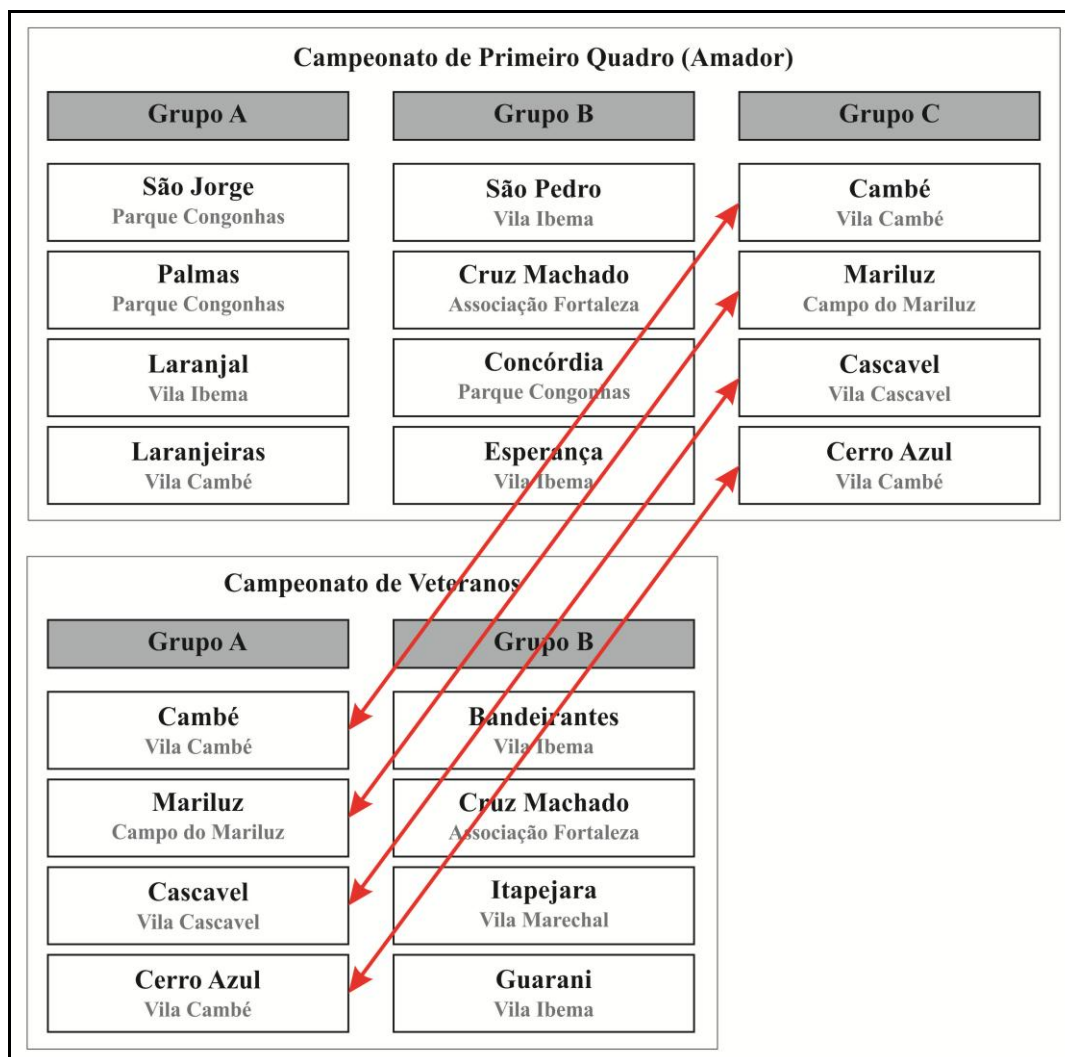 Campeonato de Primeiro Quadro (Amador)
Grupo A
Grupo B
Grupo C
São Jorge
Parque Congonhas
São Pedro
Vila Ibema
Cambé
Vila Cambé
Palmas
Parque Congonhas
Cruz Machado
Associação Fortaleza
Mariluz
Campo do Mariluz
Laranjal
Vila Ibema
Concórdia
Parque Congonhas
Cascavel
Vila Cascavel
Laranjeiras
Vila Cambé
Esperança
Vila Ibema
Cerro Azul
Vila Cambé
Campeonato de Veteranos
Grupo A
Grupo B
Cambé
Vila Cambé
Bandeirantes
Vila Ibema
Mariluz
Campo do Mariluz
Cruz Machado
Associação Fortaleza
Cascavel
Vila Cascavel
Itapejara
Vila Marechal
Cerro Azul
Vila Cambé
Guarani
Vila Ibema